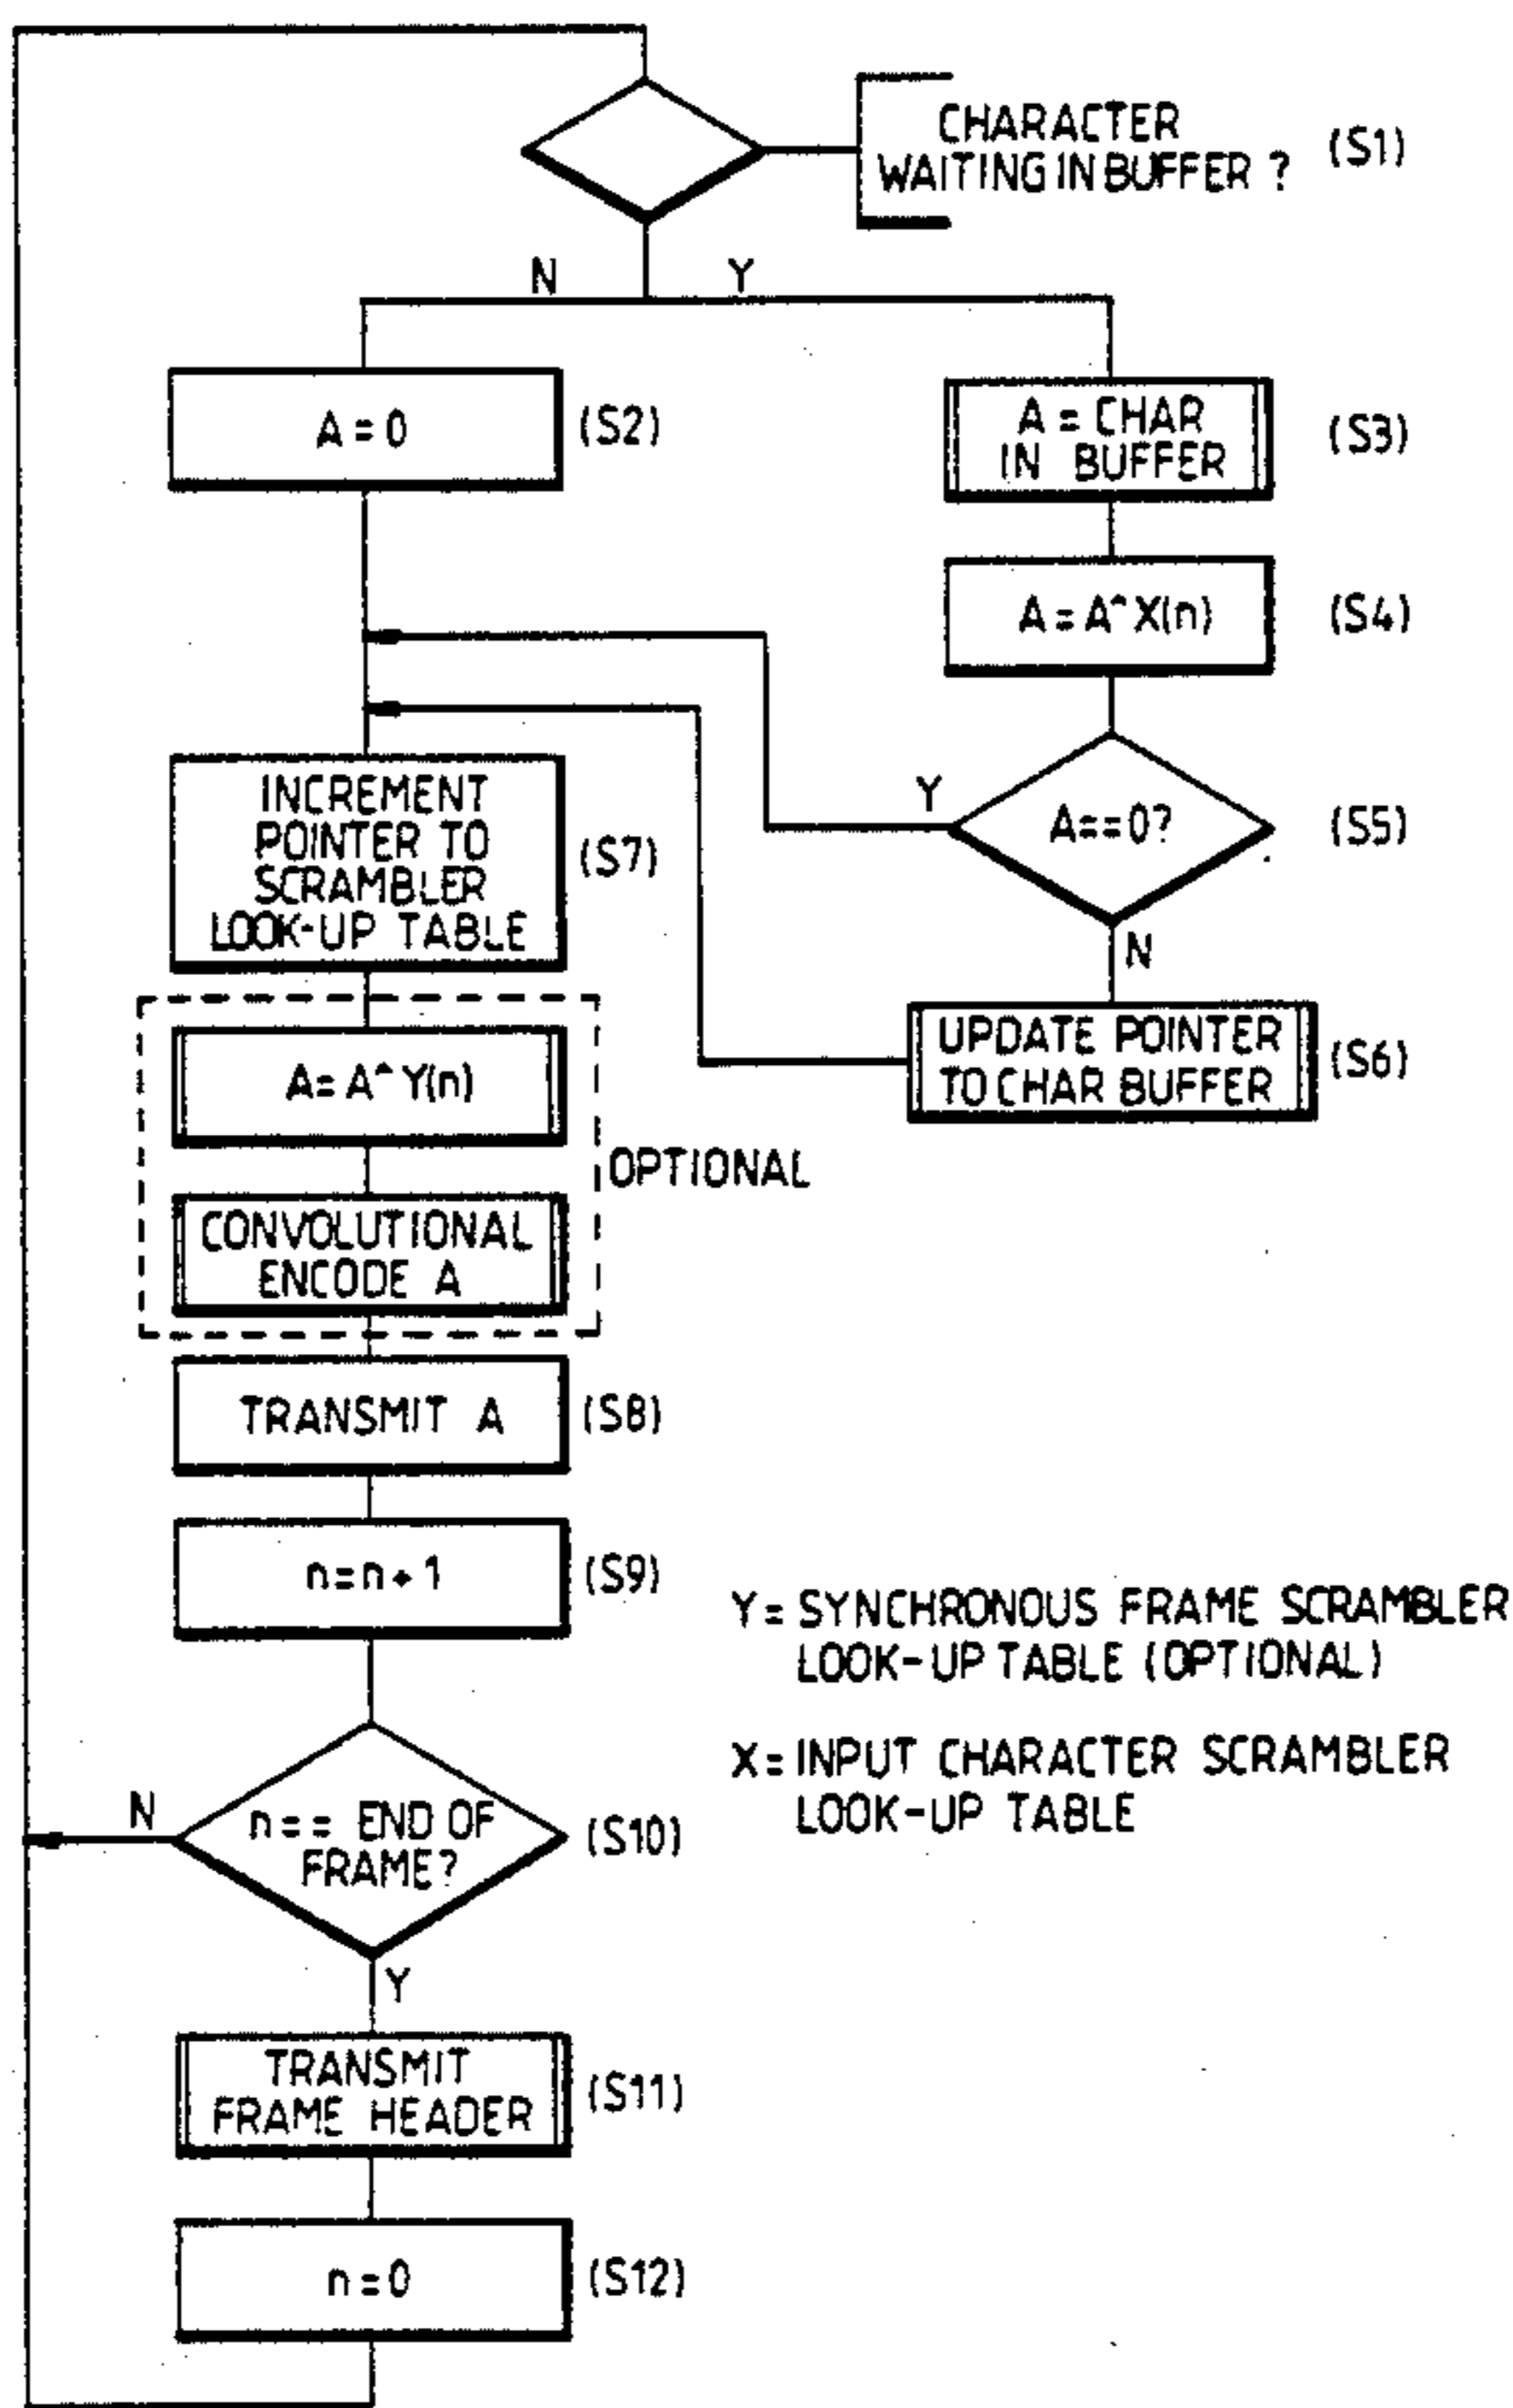 CHARACTER
WAITING IN BUFFER ?
(S1)
N
Y
A = 0
(S2)
A = CHAR
IN BUFFER
(S3)
A = A^X(n)
(S4)
Y
A==0?
(S5)
N
UPDATE POINTER
TO CHAR BUFFER
(S6)
INCREMENT
POINTER TO
SCRAMBLER
LOOK-UP TABLE
(S7)
A = A^Y(n)
CONVOLUTIONAL
ENCODE A
OPTIONAL
TRANSMIT A
(S8)
n=n+1
(S9)
Y = SYNCHRONOUS FRAME SCRAMBLER
LOOK-UP TABLE (OPTIONAL)
X = INPUT CHARACTER SCRAMBLER
LOOK-UP TABLE
N
n== END OF
FRAME?
(S10)
Y
TRANSMIT
FRAME HEADER
(S11)
n=0
(S12)